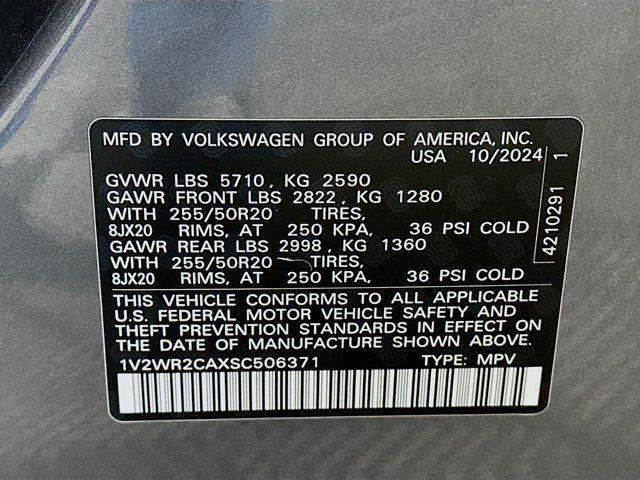 MFD BY VOLKSWAGEN GROUP OF AMERICA, INC.
USA 10/2024
GVWR LBS 5710, KG 2590
GAWR FRONT LBS 2822, KG 1280
WITH 255/50R20 TIRES,
8JX20 RIMS, AT 250 KPA, 36 PSI COLD
GAWR REAR LBS 2998, KG 1360
WITH 255/50R20 TIRES,
8JX20 RIMS, AT 250 KPA, 36 PSI COLD
THIS VEHICLE CONFORMS TO ALL APPLICABLE
U.S. FEDERAL MOTOR VEHICLE SAFETY AND
THEFT PREVENTION STANDARDS IN EFFECT ON
THE DATE OF MANUFACTURE SHOWN ABOVE.
1V2WR2CAXSC506371 TYPE: MPV
4210291 1